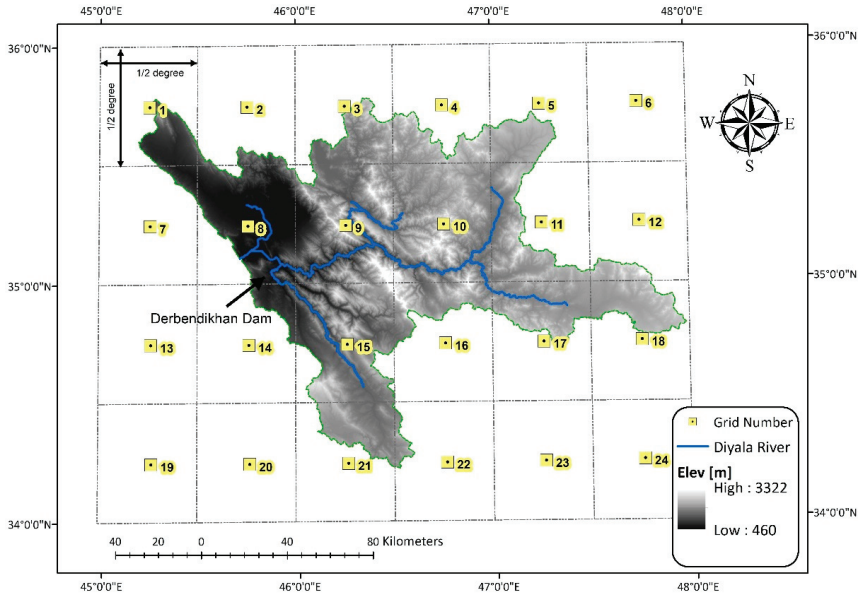 45°0'0"N 46°0'0"N 47°0'0"N 48°0'0"N
36°0'0"N 36°0'0"N
1/2 degree
1/2 degree
1 2 3 4 5 6
N
W E
S
7 8 9 10 11 12
35°0'0"N 35°0'0"N
Derbendikhan Dam
13 14 15 16 17 18
Grid Number
Diyala River
Elev [m]
High : 3322
Low : 460
19 20 21 22 23 24
34°0'0"N 34°0'0"N
40 20 0 40 80 Kilometers
45°0'0"N 46°0'0"N 47°0'0"N 48°0'0"N